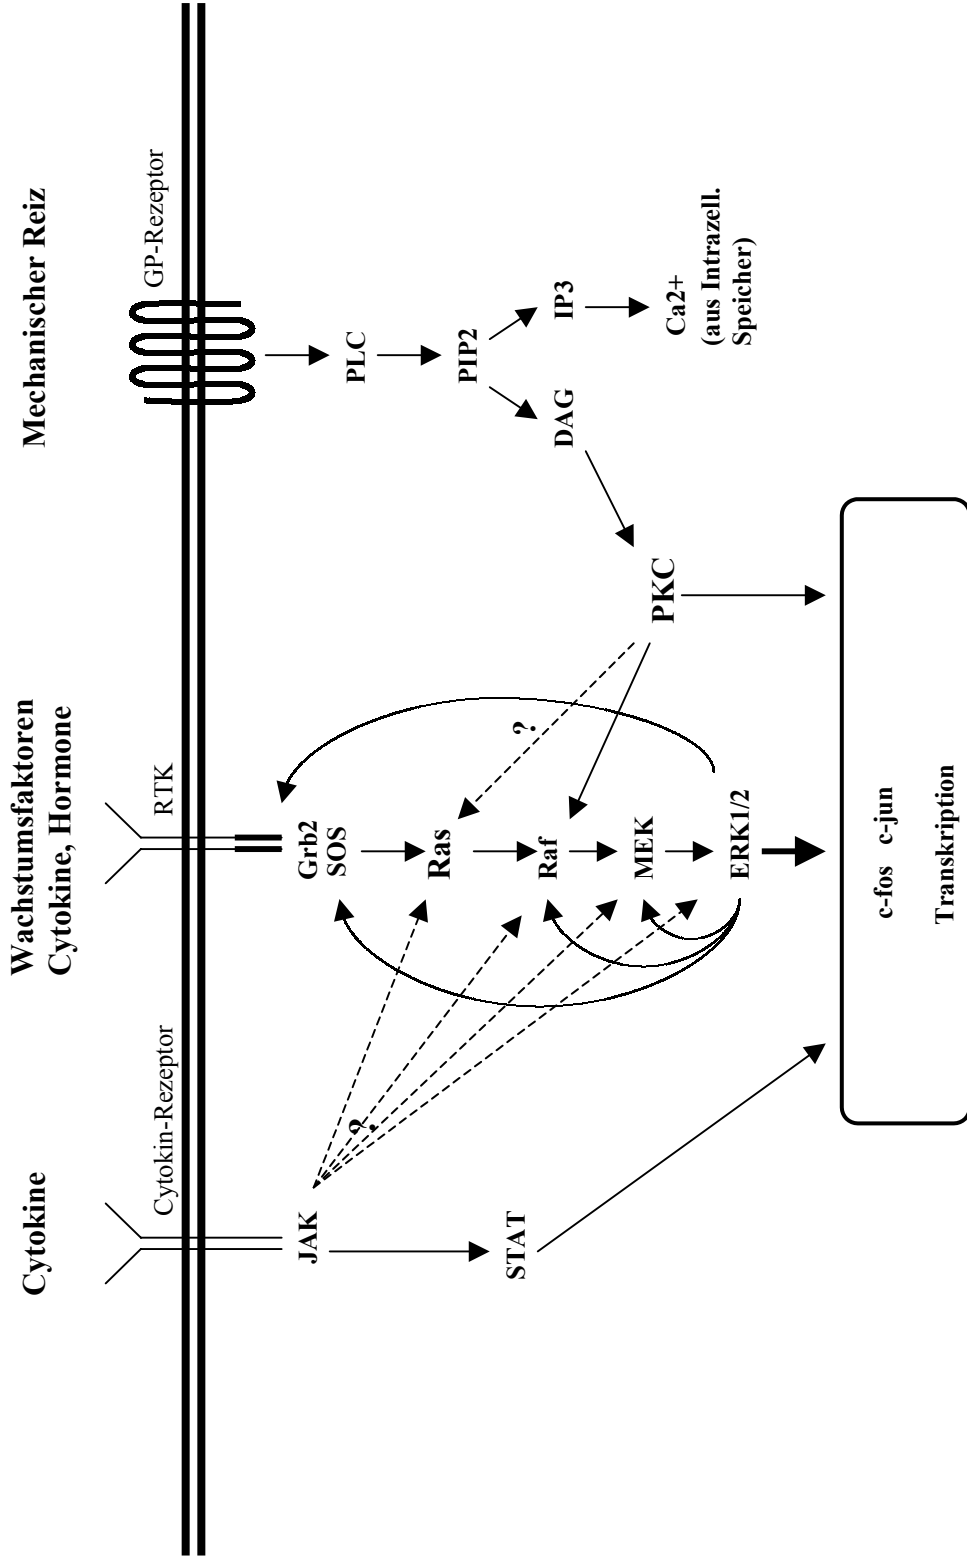 Cytokine
Wachstumsfaktoren
Cytokine, Hormone
Mechanischer Reiz
Cytokin-Rezeptor
RTK
GP-Rezeptor
JAK
Grb2
SOS
PLC
?
Ras
PIP2
STAT
?
Raf
DAG
IP3
MEK
PKC
Ca2+
(aus Intrazell.
Speicher)
ERK1/2
c-fos c-jun
Transkription